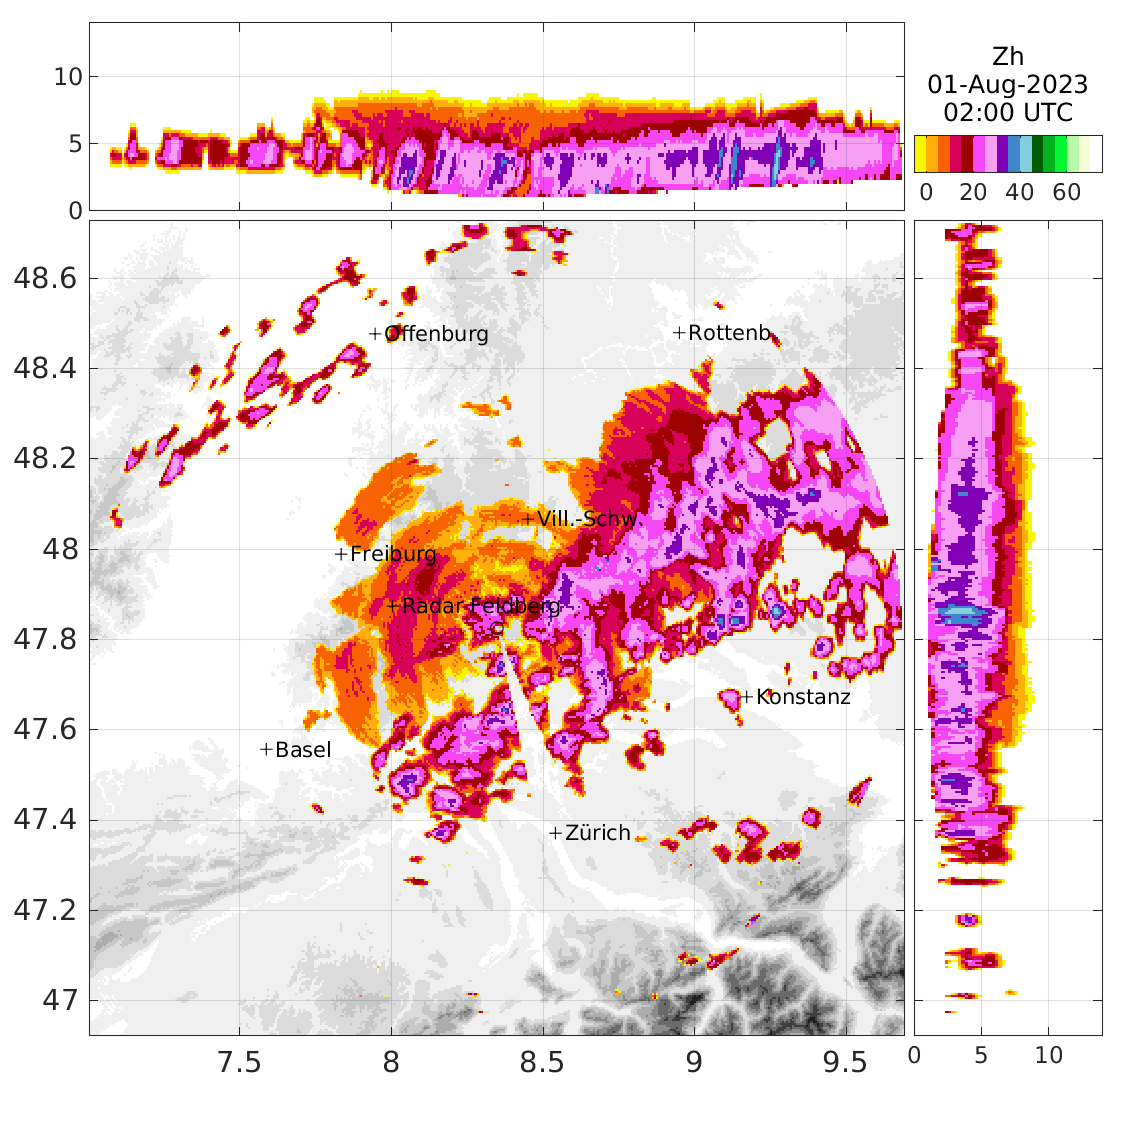 10
5
0
Zh
01-Aug-2023
02:00 UTC
0 20 40 60
48.6
48.4
48.2
48
47.8
47.6
47.4
47.2
47
+Offenburg
+Rottenb.
+Vill.-Schw.
+Freiburg
+Radar Feldberg
+Konstanz
+Basel
+Zürich
7.5 8 8.5 9 9.5
0 5 10